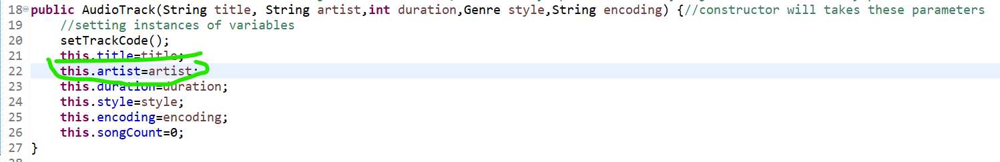 18 public AudioTrack(String title, String artist,int duration,Genre style,String encoding) {//constructor will takes these parameters
19 //setting instances of variables
20 setTrackCode();
21 this.title=title;
22 this.artist=artist;
23 this.duration=duration;
24 this.style=style;
25 this.encoding=encoding;
26 this.songCount=0;
27 }